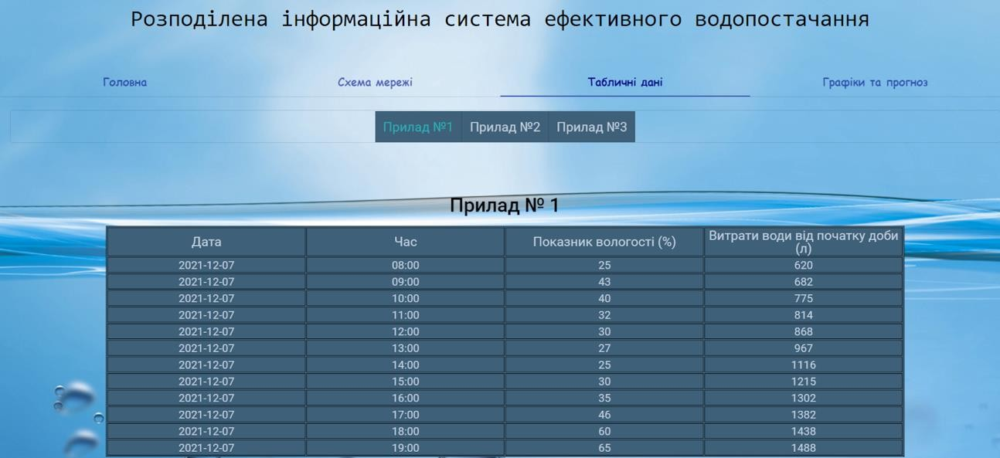 Розподілена інформаційна система ефективного водопостачання
Головна Схема мережі Табличні дані Графіки та прогноз
Прилад №1 Прилад №2 Прилад №3
Прилад № 1
Дата Час Показник вологості (%) Витрати води від початку доби
(л)
2021-12-07 08:00 25 620
2021-12-07 09:00 43 682
2021-12-07 10:00 40 775
2021-12-07 11:00 32 814
2021-12-07 12:00 30 868
2021-12-07 13:00 27 967
2021-12-07 14:00 25 1116
2021-12-07 15:00 30 1215
2021-12-07 16:00 35 1302
2021-12-07 17:00 46 1382
2021-12-07 18:00 60 1438
2021-12-07 19:00 65 1488